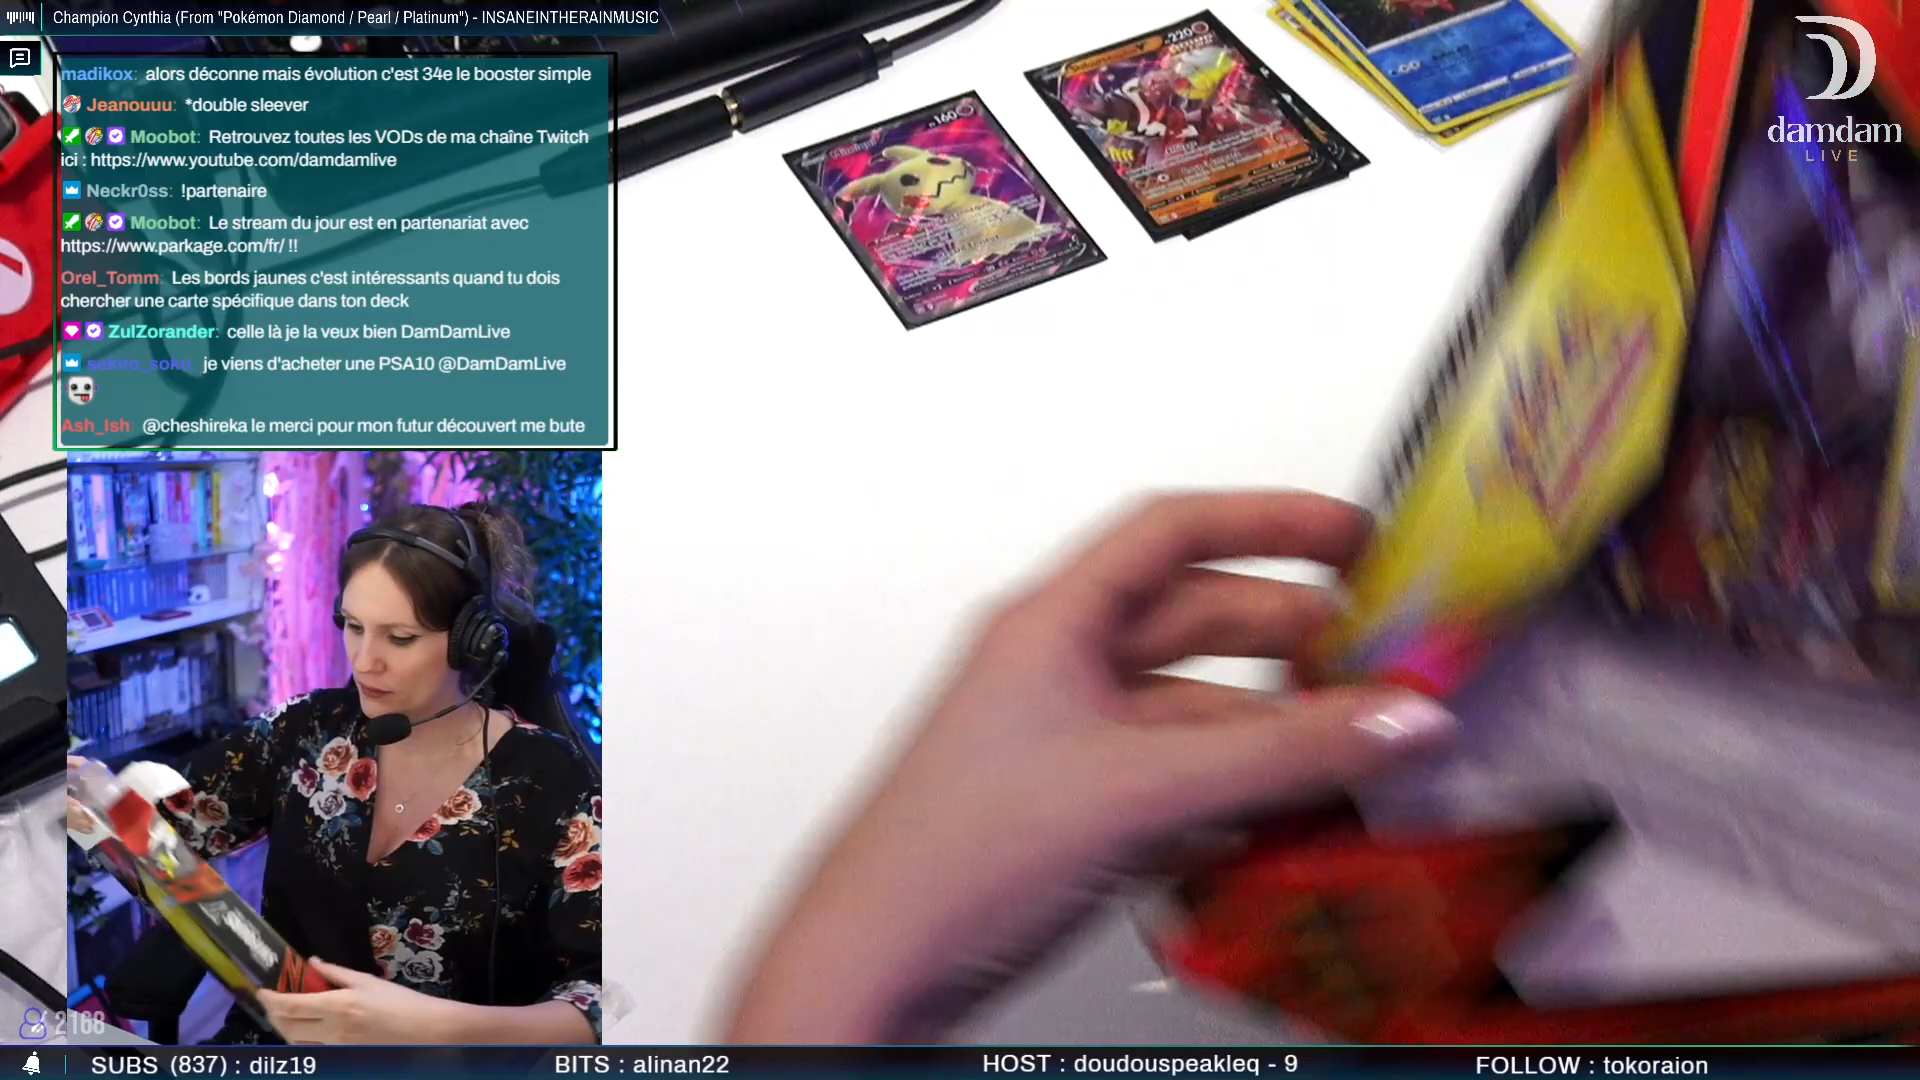 Champion Cynthia (From "Pokémon Diamond / Pearl / Platinum") - INSANEINTHERAINMUSIC
madikox: alors déconne mais évolution c'est 34e le booster simple
Jeanouuu: *double sleever
Moobot: Retrouvez toutes les VODs de ma chaîne Twitch
ici : https://www.youtube.com/damdamlive
Neckr0ss: !partenaire
Moobot: Le stream du jour est en partenariat avec
https://www.parkage.com/fr/ !!
Orel_Tomm: Les bords jaunes c'est intéressants quand tu dois
chercher une carte spécifique dans ton deck
ZulZorander: celle là je la veux bien DamDamLive
je viens d'acheter une PSA10 @DamDamLive
Ash_Ish: @cheshireka le merci pour mon futur découvert me bute
160
220
damdam
LIVE
2168
SUBS (837) : dilz19
BITS : alinan22
HOST : doudouspeakleq - 9
FOLLOW : tokoraion